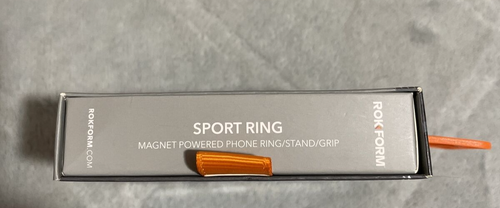 ROKFORM.COM
SPORT RING
MAGNET POWERED PHONE RING/STAND/GRIP
ROKFORM